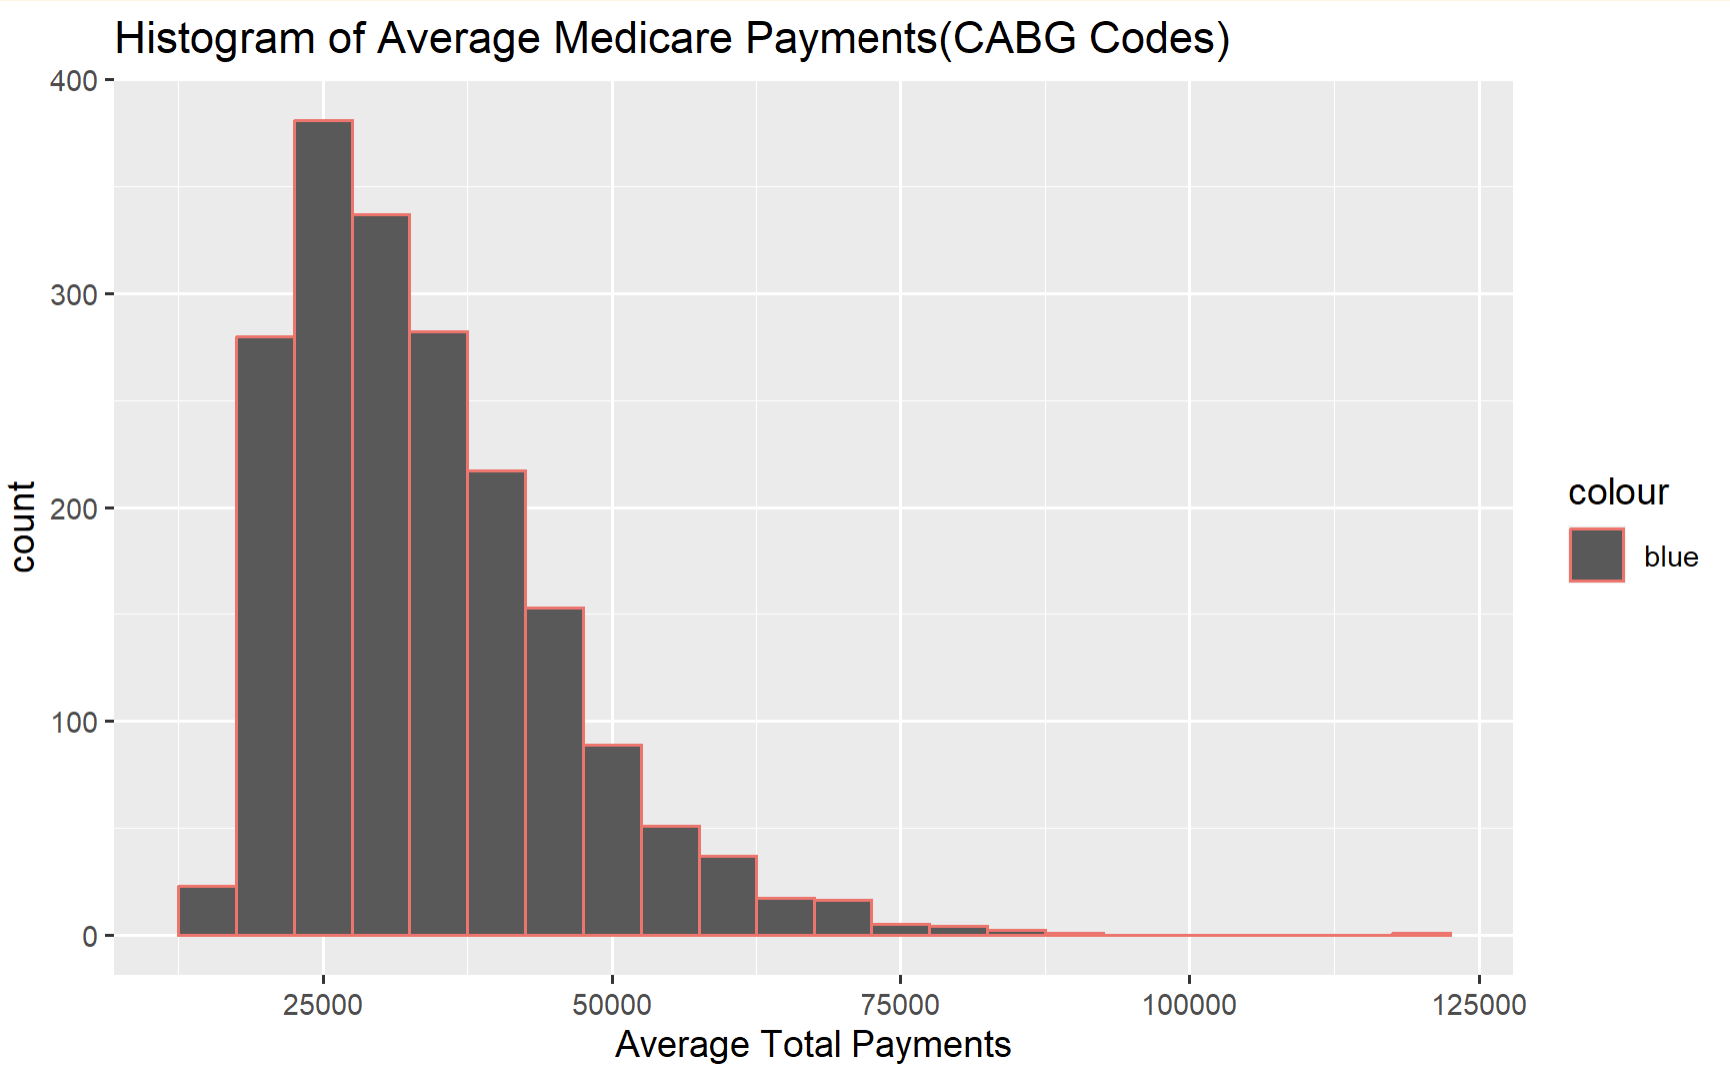 Histogram of Average Medicare Payments(CABG Codes)
400
300
200
100
0
count
25000
50000
75000
100000
125000
Average Total Payments
colour
blue